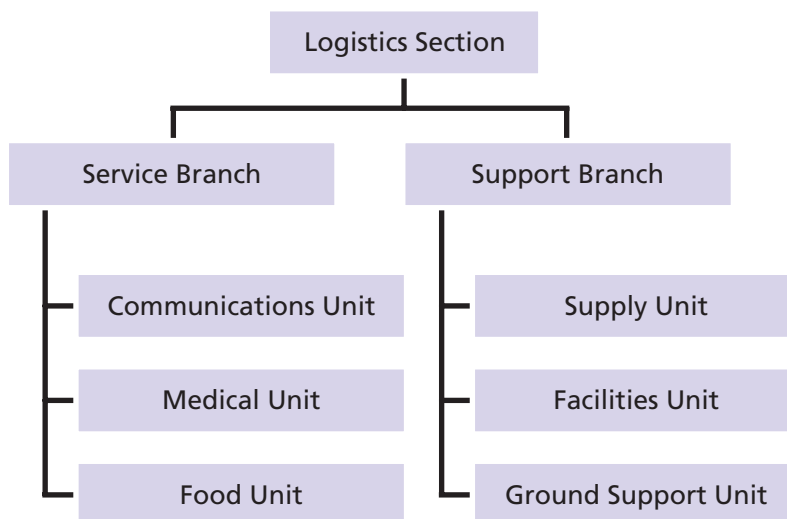 Logistics Section
Service Branch
Support Branch
Communications Unit
Supply Unit
Medical Unit
Facilities Unit
Food Unit
Ground Support Unit